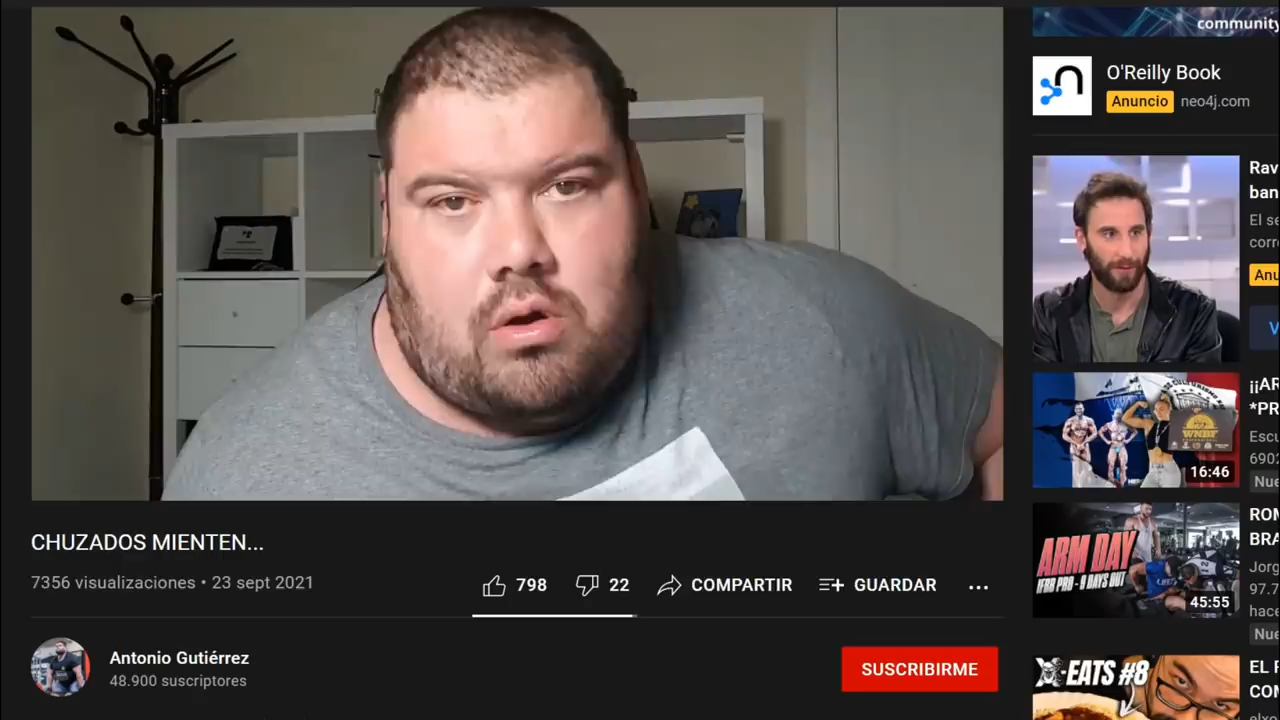 CHUZADOS MIENTEN...
7356 visualizaciones • 23 sept 2021
798
22
COMPARTIR
GUARDAR
Antonio Gutiérrez
48.900 suscriptores
SUSCRIBIRME
community
O'Reilly Book
Anuncio neo4j.com
Rav
ban
El se
corre
Anu
V
¡¡AR
*PR
Escu
6902
Nue
WNBF
16:46
ROM
BRA
Jorg
97.7
hace
Nue
ARM DAY
IFBB PRO - 9 DAYS OUT
45:55
EATS #8
EL F
COM